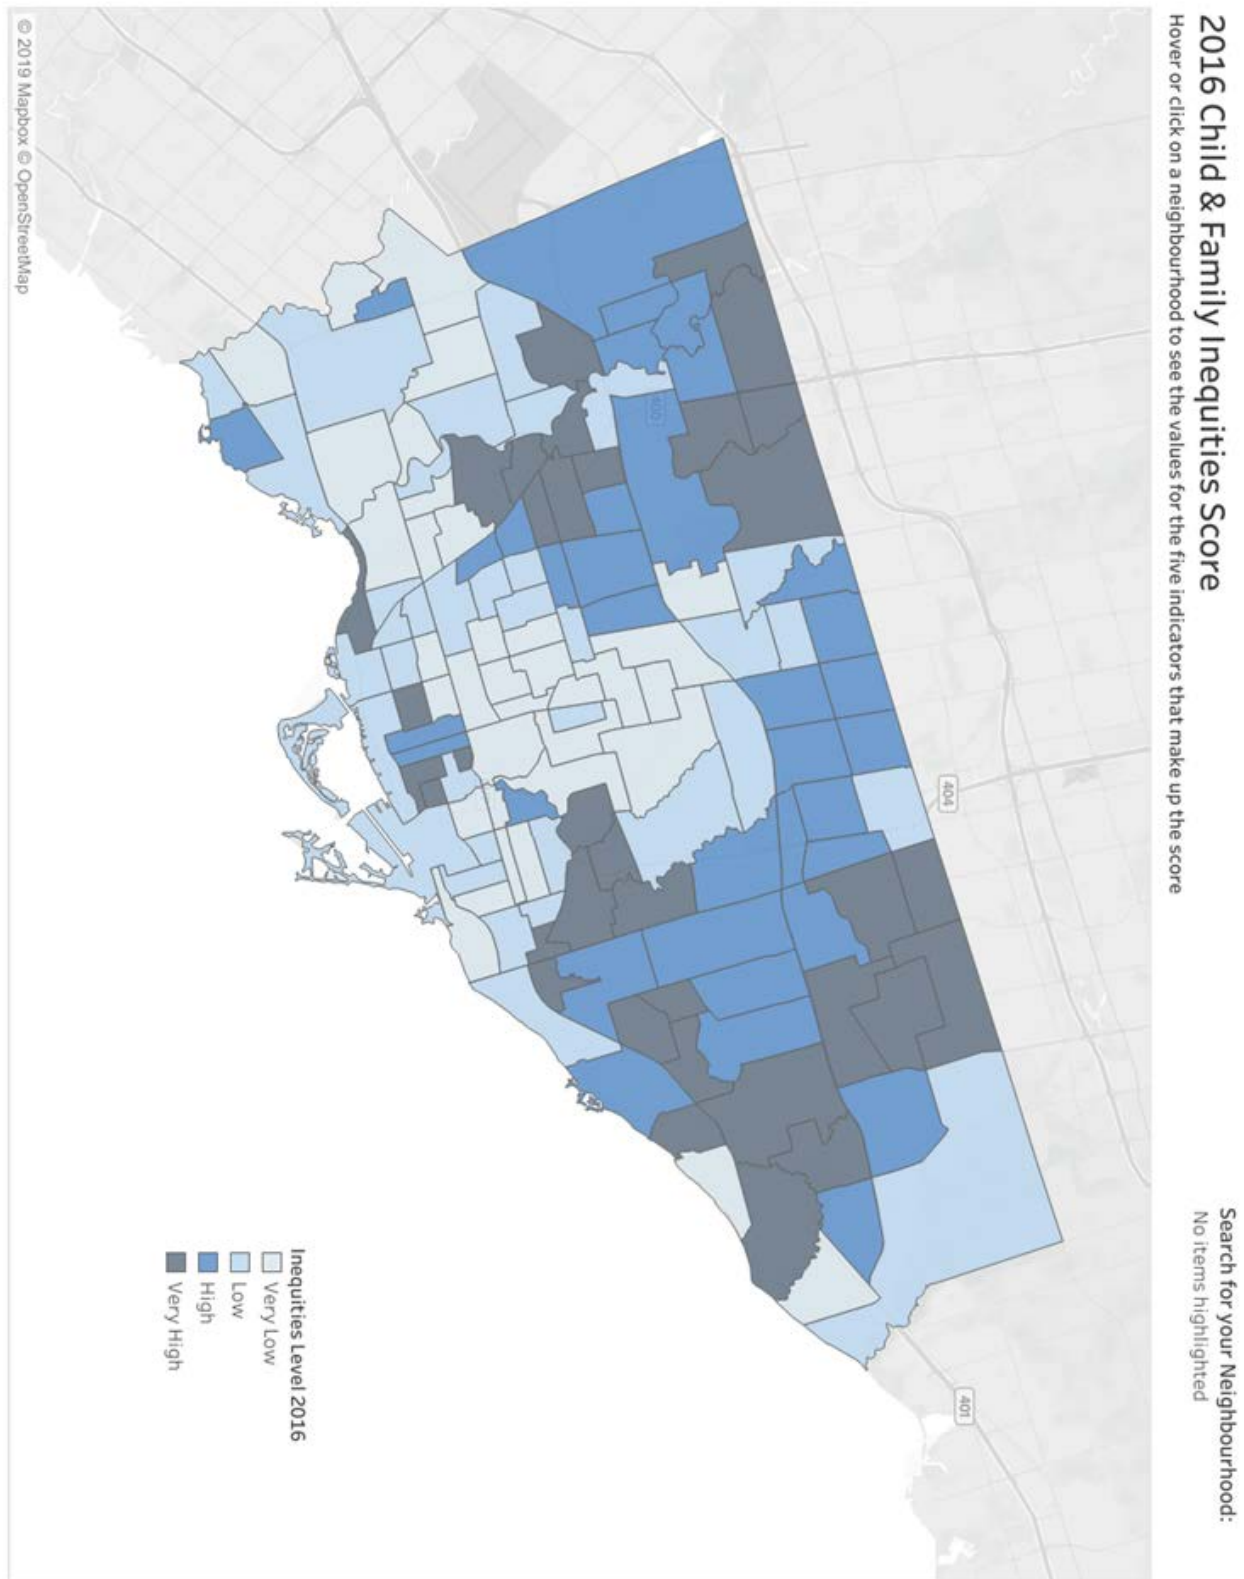 2016 Child & Family Inequities Score
Hover or click on a neighbourhood to see the values for the five indicators that make up the score
Search for your Neighbourhood:
No items highlighted
400
404
401
Inequities Level 2016
Very Low
Low
High
Very High
© 2019 Mapbox © OpenStreetMap